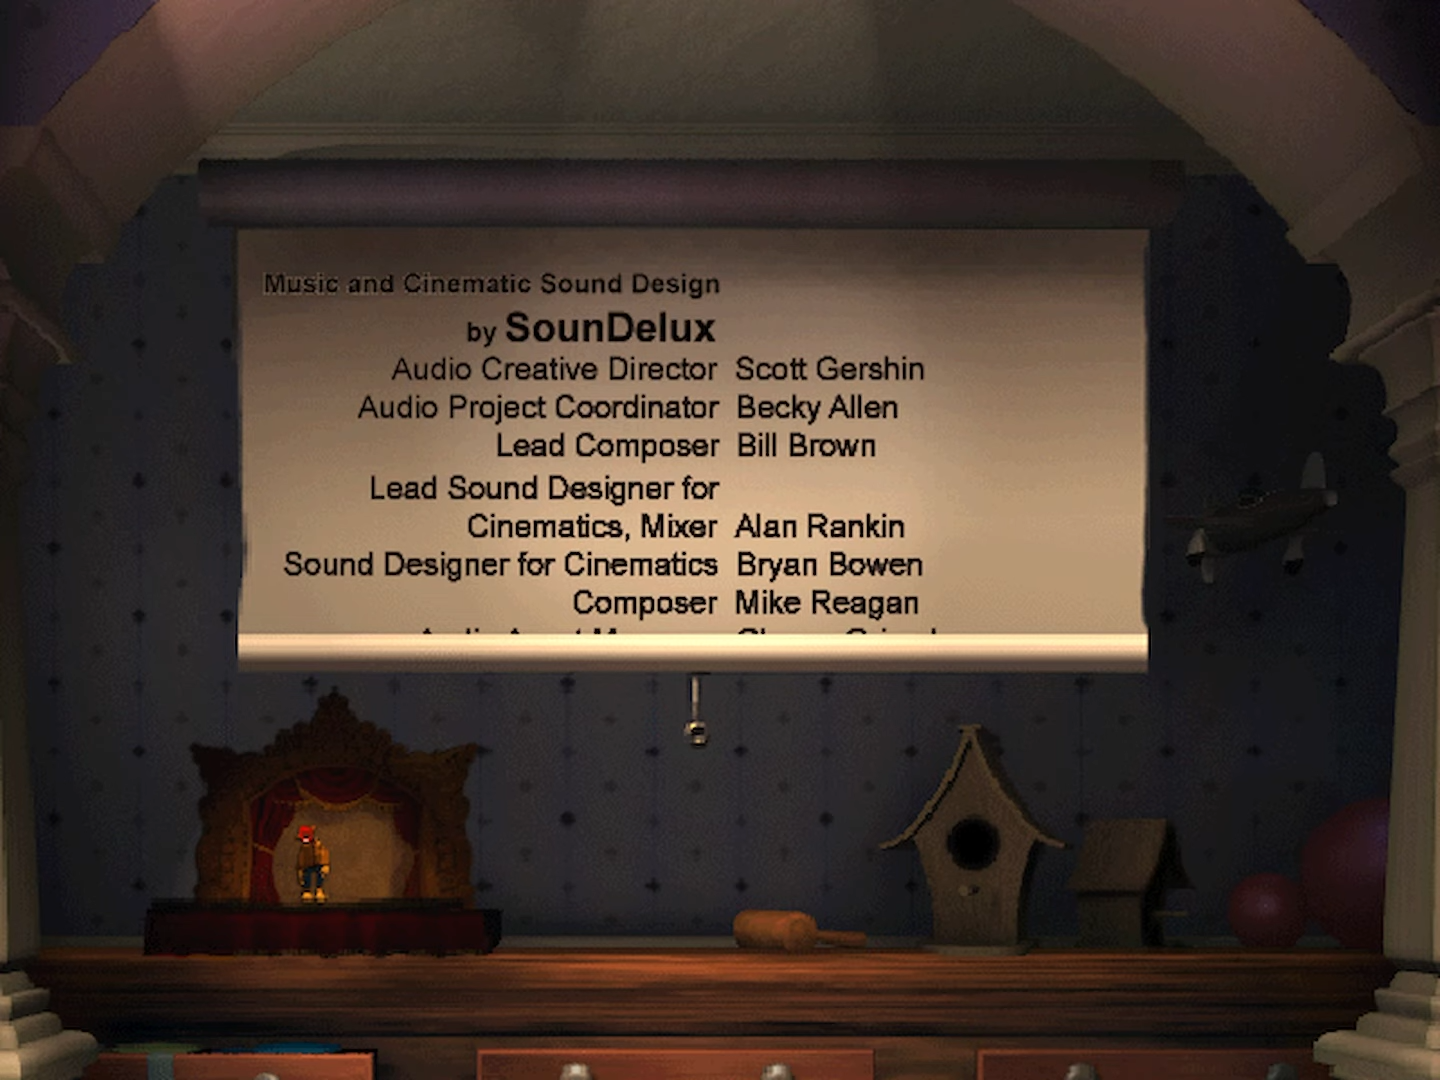 Music and Cinematic Sound Design
by SounDelux
Audio Creative Director Scott Gershin
Audio Project Coordinator Becky Allen
Lead Composer Bill Brown
Lead Sound Designer for
Cinematics, Mixer Alan Rankin
Sound Designer for Cinematics Bryan Bowen
Composer Mike Reagan